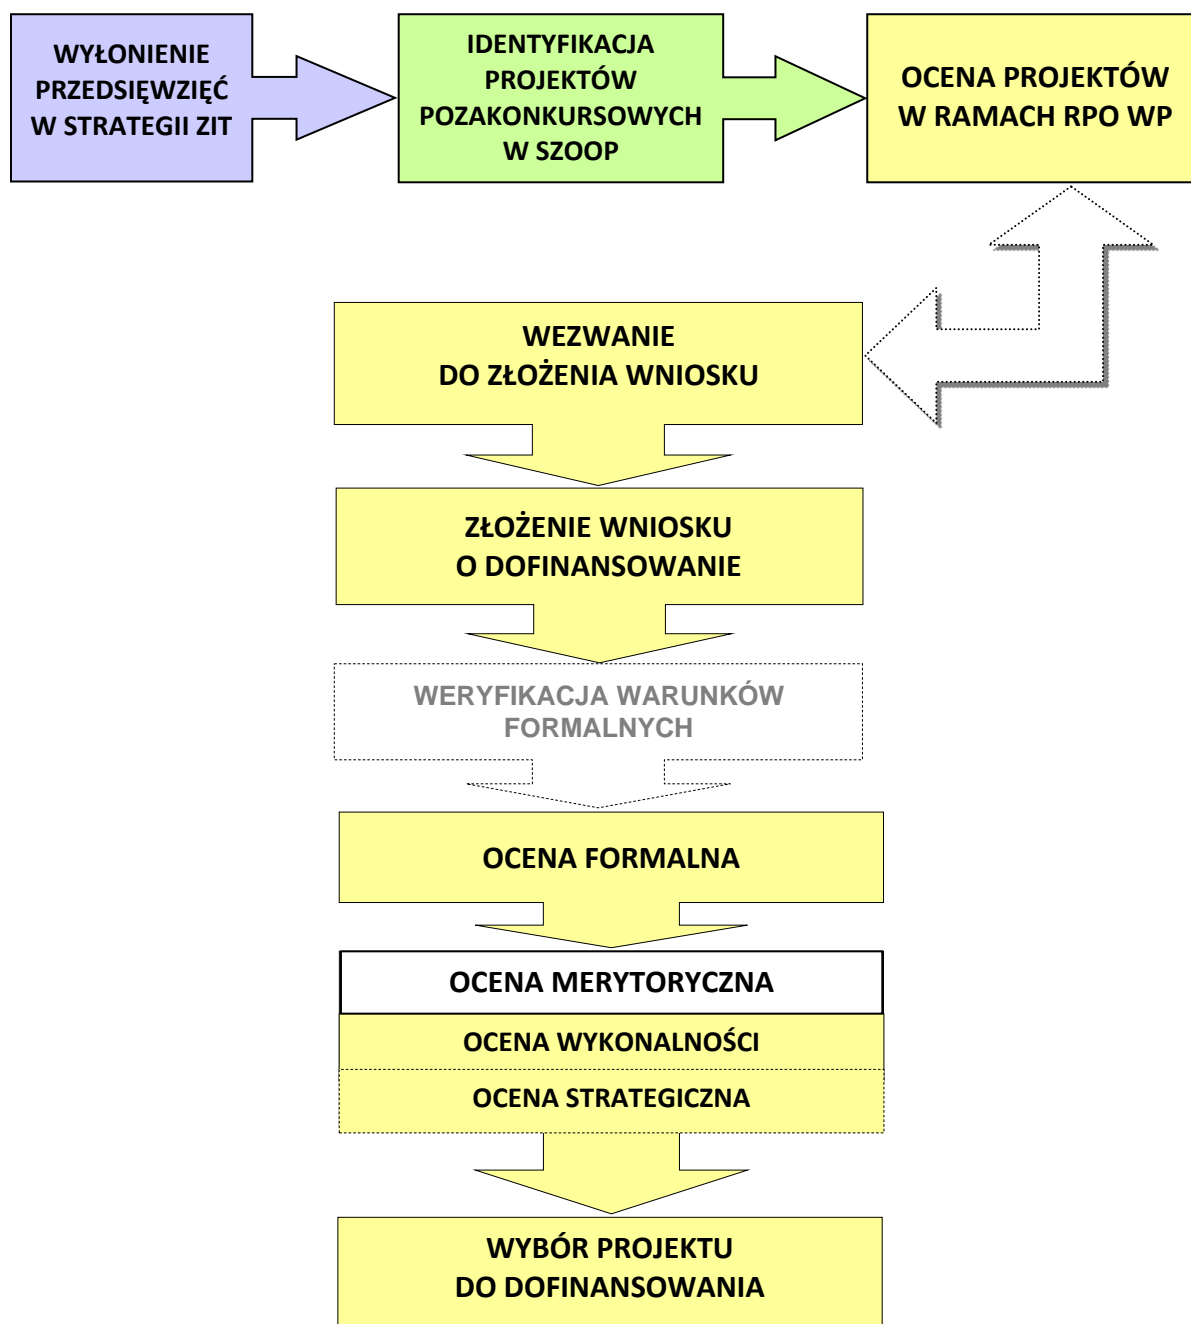 WYŁONIENIE
PRZEDSIĘWZIĘĆ
W STRATEGII ZIT
IDENTYFIKACJA
PROJEKTÓW
POZAKONKURSOWYCH
W SZOOP
OCENA PROJEKTÓW
W RAMACH RPO WP
WEZWANIE
DO ZŁOŻENIA WNIOSKU
ZŁOŻENIE WNIOSKU
O DOFINANSOWANIE
WERYFIKACJA WARUNKÓW
FORMALNYCH
OCENA FORMALNA
OCENA MERYTORYCZNA
OCENA WYKONALNOŚCI
OCENA STRATEGICZNA
WYBÓR PROJEKTU
DO DOFINANSOWANIA